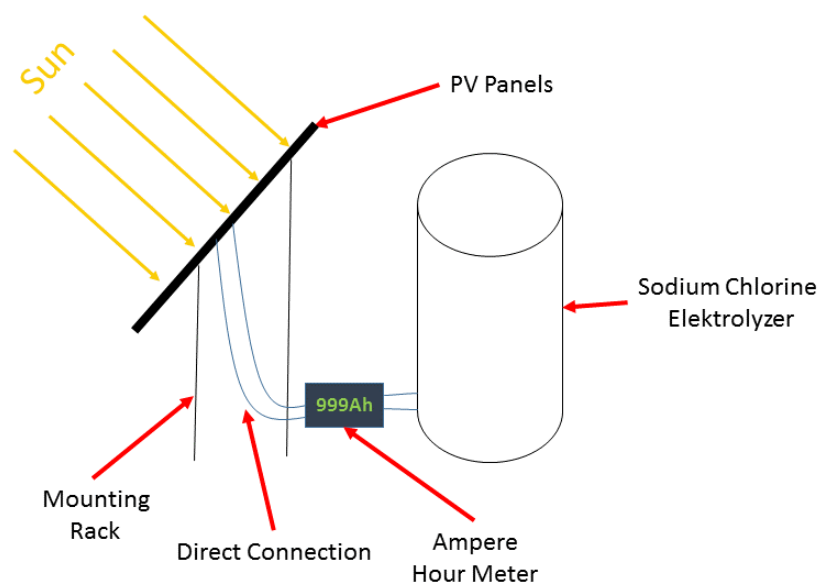 Sun
PV Panels
Sodium Chlorine
Elektrolyzer
999Ah
Mounting
Rack
Direct Connection
Ampere
Hour Meter